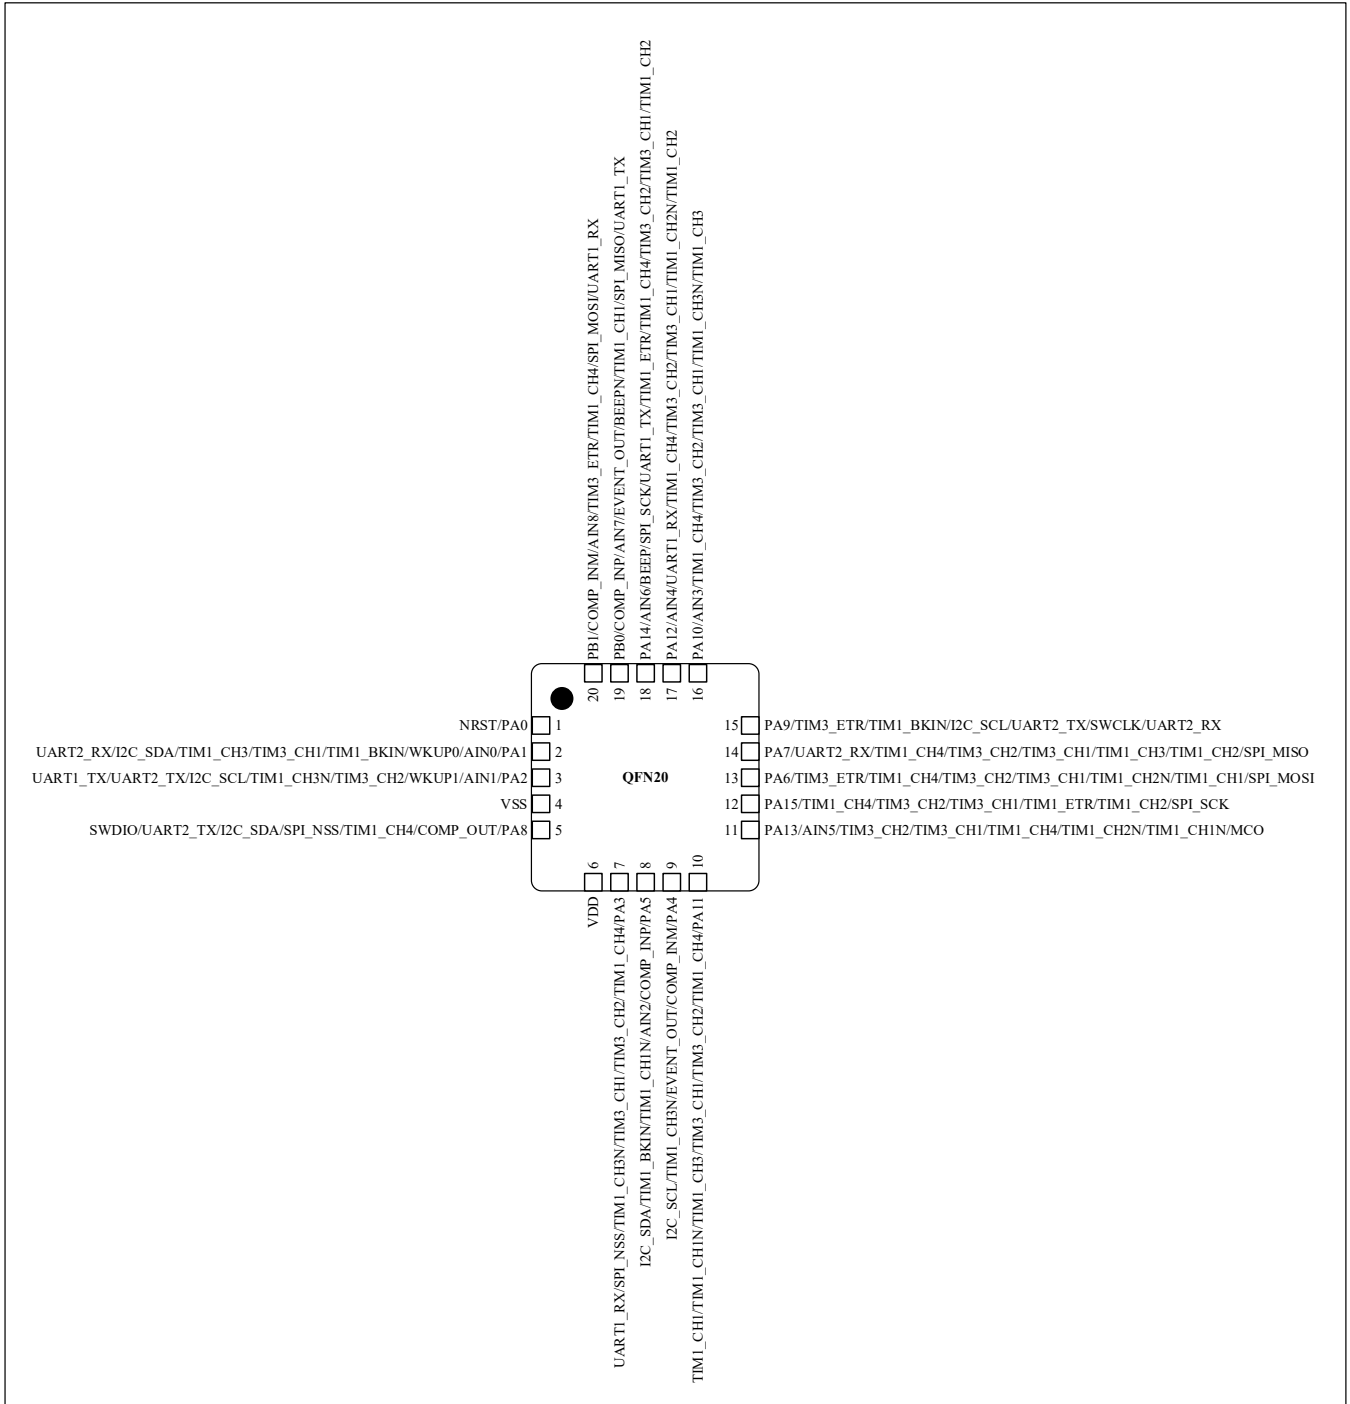 PB1/COMP_INM/AIN8/TIM3_ETR/TIM1_CH4/SPI_MOSI/UART1_RX
PB0/COMP_INP/AIN7/EVENT_OUT/BEEPN/TIM1_CH1/SPI_MISO/UART1_TX
PA14/AIN6/BEEP/SPI_SCK/UART1_TX/TIM1_ETR/TIM1_CH4/TIM3_CH2/TIM3_CH1/TIM1_CH2
PA12/AIN4/UART1_RX/TIM1_CH4/TIM3_CH2/TIM3_CH1/TIM1_CH2N/TIM1_CH2
PA10/AIN3/TIM1_CH4/TIM3_CH2/TIM3_CH1/TIM1_CH3N/TIM1_CH3
20
19
18
17
16
NRST/PA0 1
UART2_RX/I2C_SDA/TIM1_CH3/TIM3_CH1/TIM1_BKIN/WKUP0/AIN0/PA1 2
UART1_TX/UART2_TX/I2C_SCL/TIM1_CH3N/TIM3_CH2/WKUP1/AIN1/PA2 3
VSS 4
SWDIO/UART2_TX/I2C_SDA/SPI_NSS/TIM1_CH4/COMP_OUT/PA8 5
QFN20
15 PA9/TIM3_ETR/TIM1_BKIN/I2C_SCL/UART2_TX/SWCLK/UART2_RX
14 PA7/UART2_RX/TIM1_CH4/TIM3_CH2/TIM3_CH1/TIM1_CH3/TIM1_CH2/SPI_MISO
13 PA6/TIM3_ETR/TIM1_CH4/TIM3_CH2/TIM3_CH1/TIM1_CH2N/TIM1_CH1/SPI_MOSI
12 PA15/TIM1_CH4/TIM3_CH2/TIM3_CH1/TIM1_ETR/TIM1_CH2/SPI_SCK
11 PA13/AIN5/TIM3_CH2/TIM3_CH1/TIM1_CH4/TIM1_CH2N/TIM1_CH1N/MCO
6
7
8
9
10
VDD
UART1_RX/SPI_NSS/TIM1_CH3N/TIM3_CH1/TIM3_CH2/TIM1_CH4/PA3
I2C_SDA/TIM1_BKIN/TIM1_CH1N/AIN2/COMP_INP/PA5
I2C_SCL/TIM1_CH3N/EVENT_OUT/COMP_INM/PA4
TIM1_CH1/TIM1_CH1N/TIM1_CH3/TIM3_CH1/TIM3_CH2/TIM1_CH4/PA11